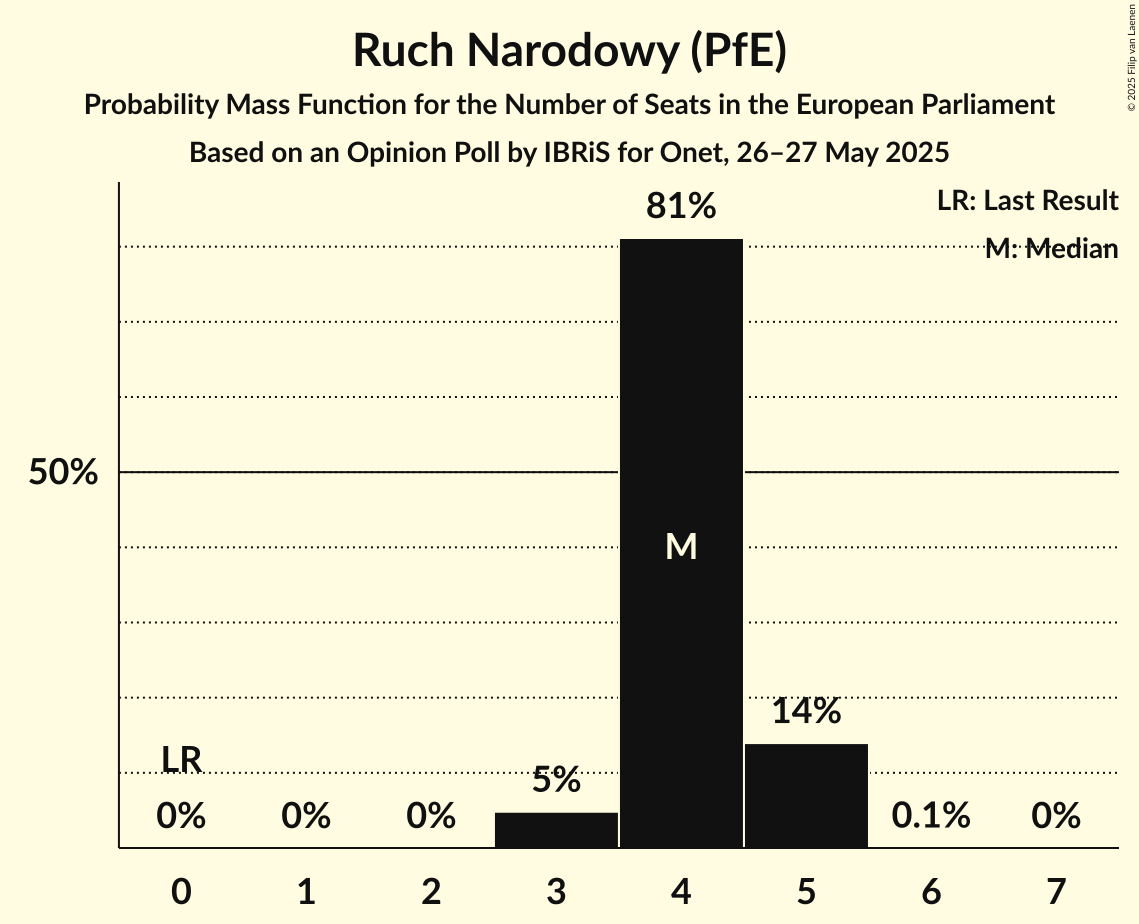 Ruch Narodowy (PfE)
Probability Mass Function for the Number of Seats in the European Parliament
Based on an Opinion Poll by IBRiS for Onet, 26–27 May 2025
© 2025 Filip van Laenen
LR: Last Result
M: Median
81%
50%
M
14%
LR
5%
0% 0% 0% 0.1% 0%
0 1 2 3 4 5 6 7